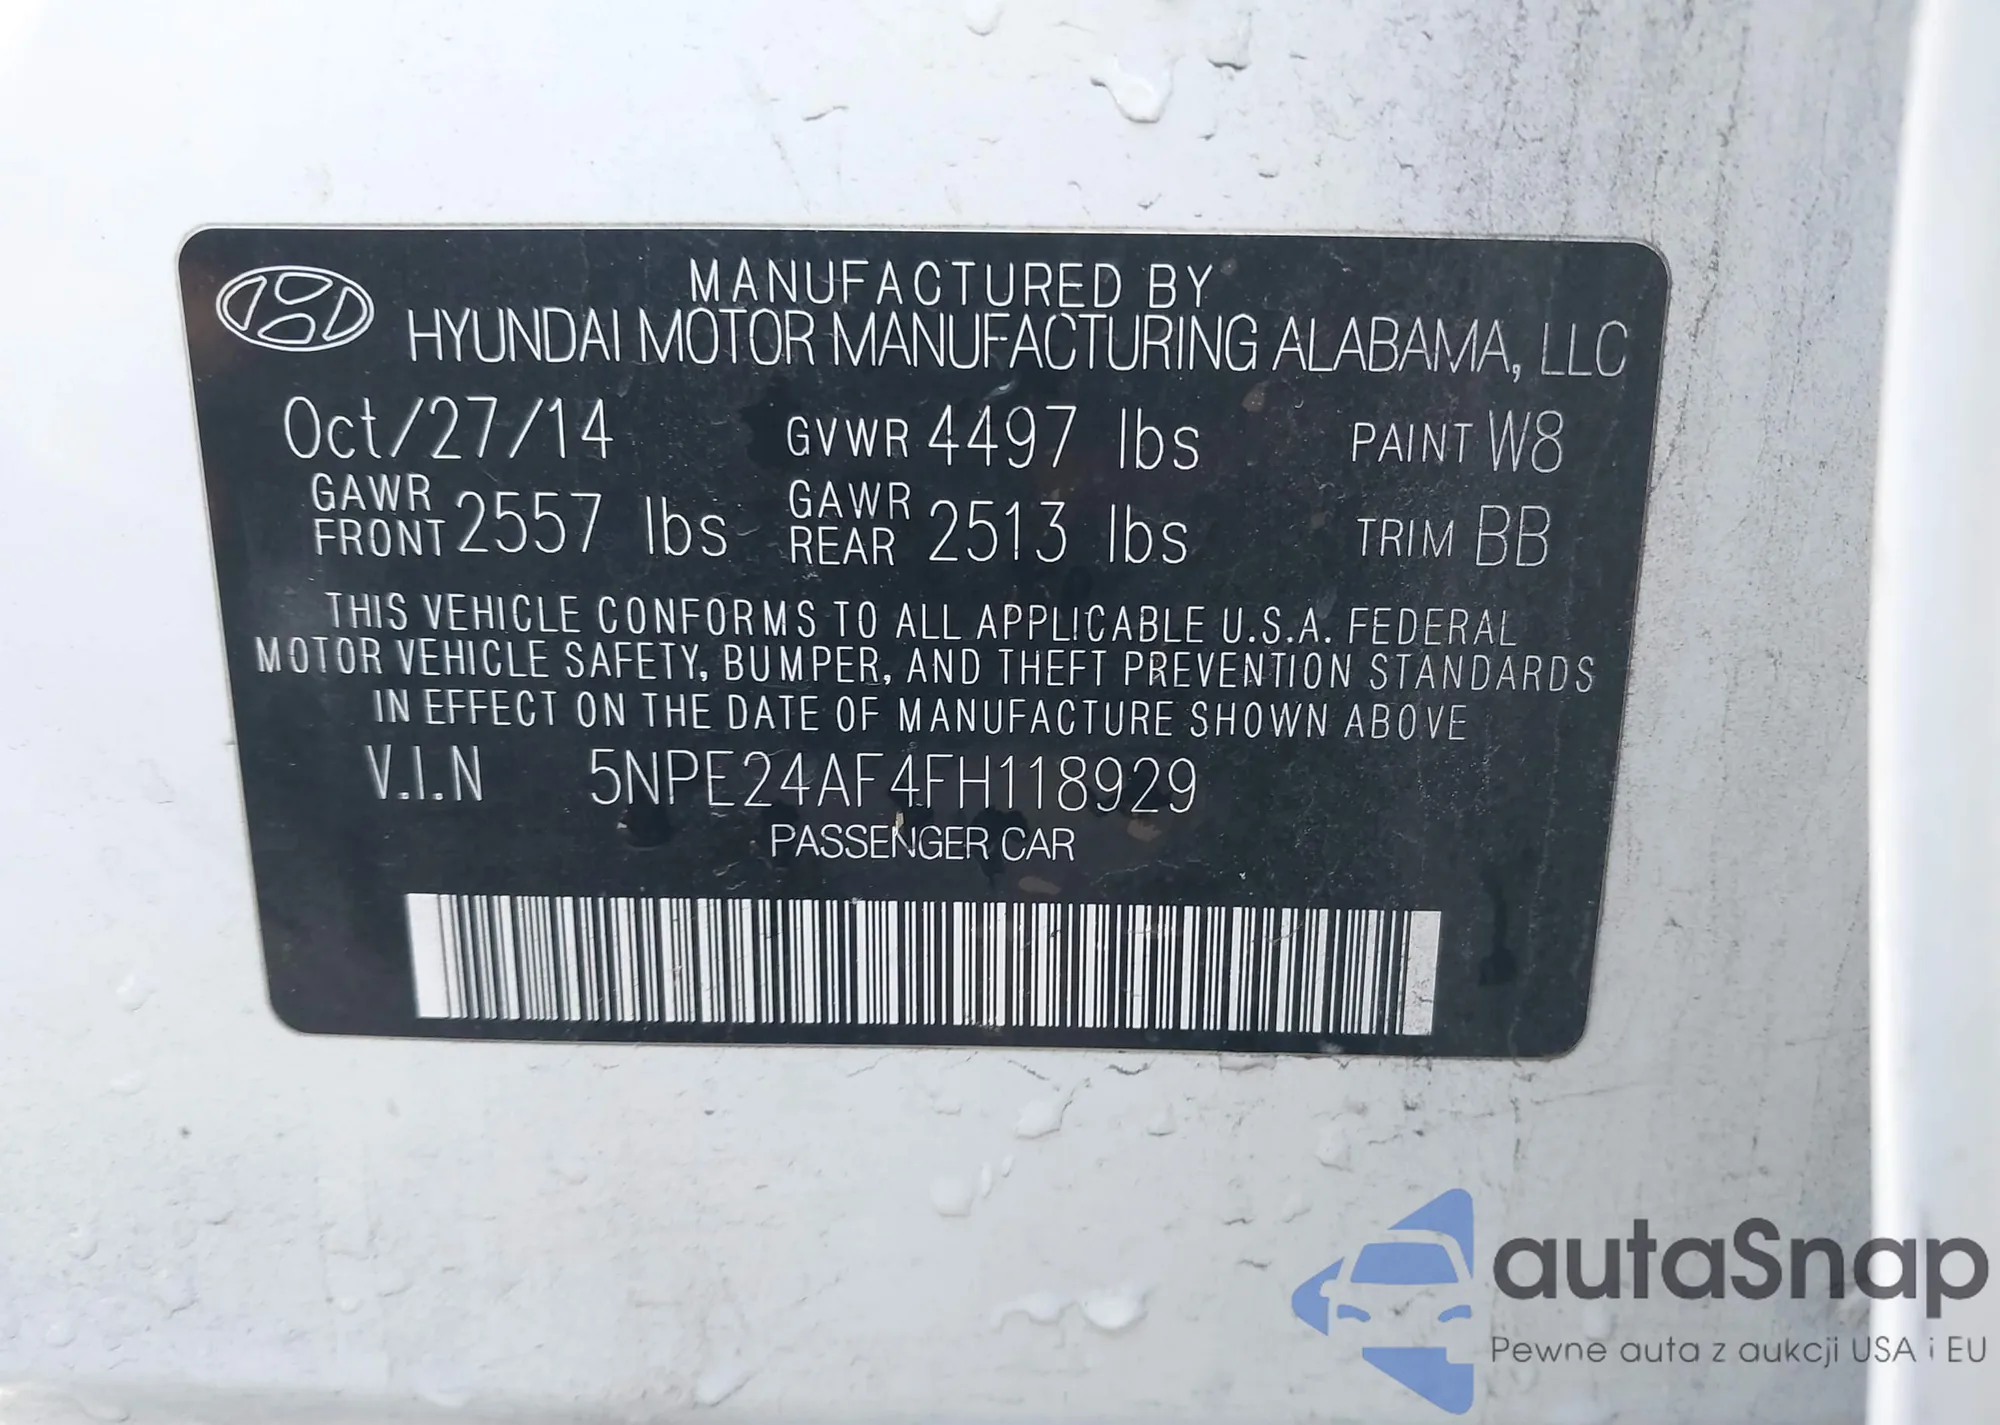 MANUFACTURED BY
HYUNDAI MOTOR MANUFACTURING ALABAMA, LLC
Oct/27/14 GVWR 4497 lbs PAINT W8
GAWR FRONT 2557 lbs GAWR REAR 2513 lbs TRIM BB
THIS VEHICLE CONFORMS TO ALL APPLICABLE U.S.A. FEDERAL
MOTOR VEHICLE SAFETY, BUMPER, AND THEFT PREVENTION STANDARDS
IN EFFECT ON THE DATE OF MANUFACTURE SHOWN ABOVE
V.I.N 5NPE24AF4FH118929
PASSENGER CAR
autaSnap
Pewne auta z aukcji USA i EU